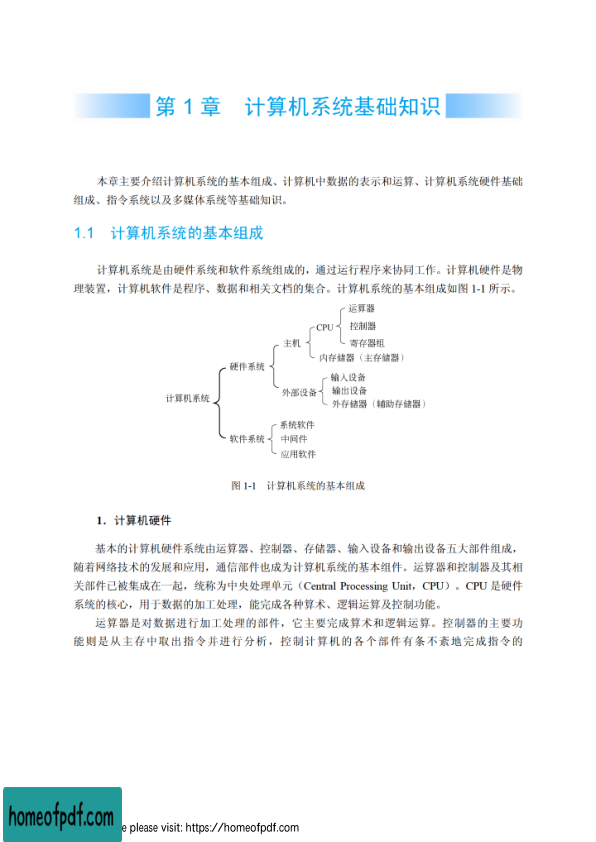 第 1 章 计算机系统基础知识
本章主要介绍计算机系统的基本组成、计算机中数据的表示和运算、计算机系统硬件基础
组成、指令系统以及多媒体系统等基础知识。
1.1 计算机系统的基本组成
计算机系统是由硬件系统和软件系统组成的，通过运行程序来协同工作。计算机硬件是物
理装置，计算机软件是程序、数据和相关文档的集合。计算机系统的基本组成如图 1-1 所示。
运算器
CPU 控制器
主机 寄存器组
内存储器（主存储器）
硬件系统
输入设备
外部设备 输出设备
计算机系统 外存储器（辅助存储器）
系统软件
软件系统 中间件
应用软件
图 1-1 计算机系统的基本组成
1．计算机硬件
基本的计算机硬件系统由运算器、控制器、存储器、输入设备和输出设备五大部件组成，
随着网络技术的发展和应用，通信部件也成为计算机系统的基本组件。运算器和控制器及其相
关部件已被集成在一起，统称为中央处理单元（Central Processing Unit，CPU）。CPU 是硬件
系统的核心，用于数据的加工处理，能完成各种算术、逻辑运算及控制功能。
运算器是对数据进行加工处理的部件，它主要完成算术和逻辑运算。控制器的主要功
能则是从主存中取出指令并进行分析，控制计算机的各个部件有条不紊地完成指令的
homeofpdf.com
e please visit: https://homeofpdf.com